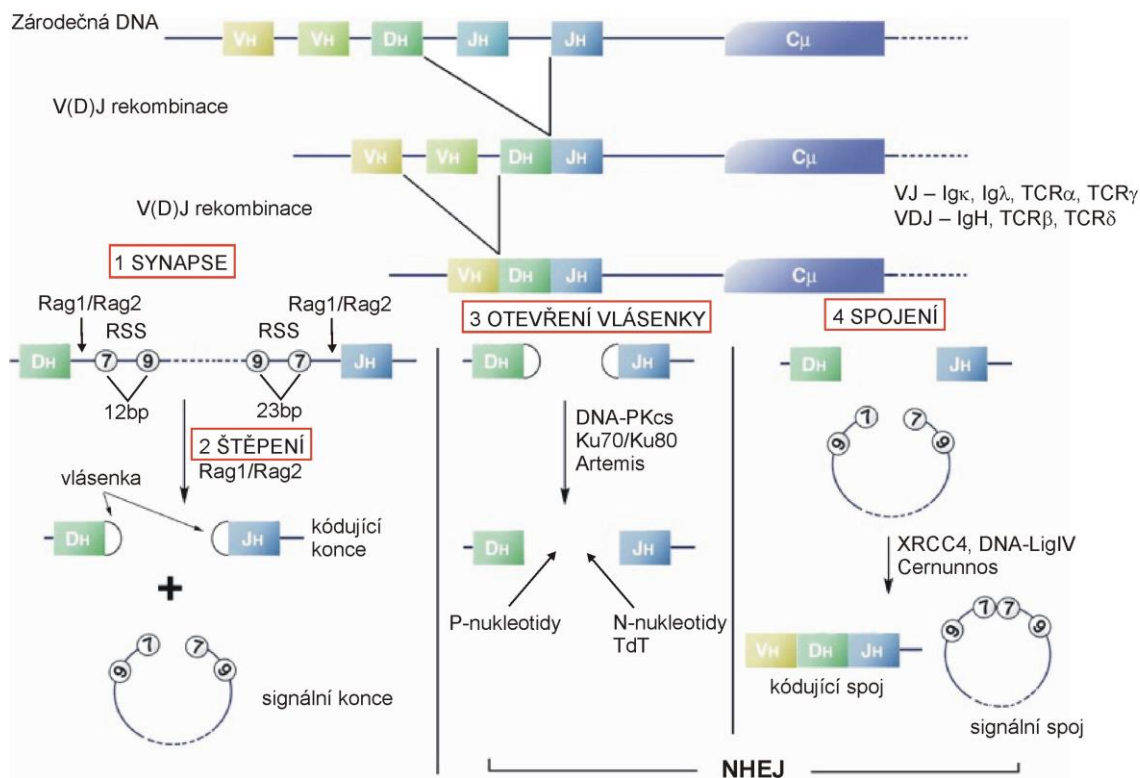 Zárodečná DNA
VH VH DH JH JH Cμ
V(D)J rekombinace
VH VH DH JH Cμ
V(D)J rekombinace
VJ – Igκ, Igλ, TCRα, TCRγ
VDJ – IgH, TCRβ, TCRδ
VH DH JH Cμ
1 SYNAPSE
Rag1/Rag2 Rag1/Rag2
RSS RSS
DH 7 9 9 7 JH
12bp 23bp
2 ŠTĚPENÍ
Rag1/Rag2
vlásenka
DH JH
kódující
konce
+
9 7 7 9
signální konce
3 OTEVŘENÍ VLÁSENKY
DH JH
DNA-PKcs
Ku70/Ku80
Artemis
DH JH
P-nukleotidy
N-nukleotidy
TdT
4 SPOJENÍ
DH JH
9 7 7 9
XRCC4, DNA-LigIV
Cernunnos
9 7 7 9
VH DH JH
kódující spoj
signální spoj
NHEJ